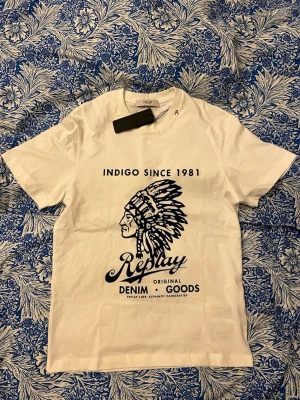 INDIGO SINCE 1981
Replay
ORIGINAL
DENIM • GOODS